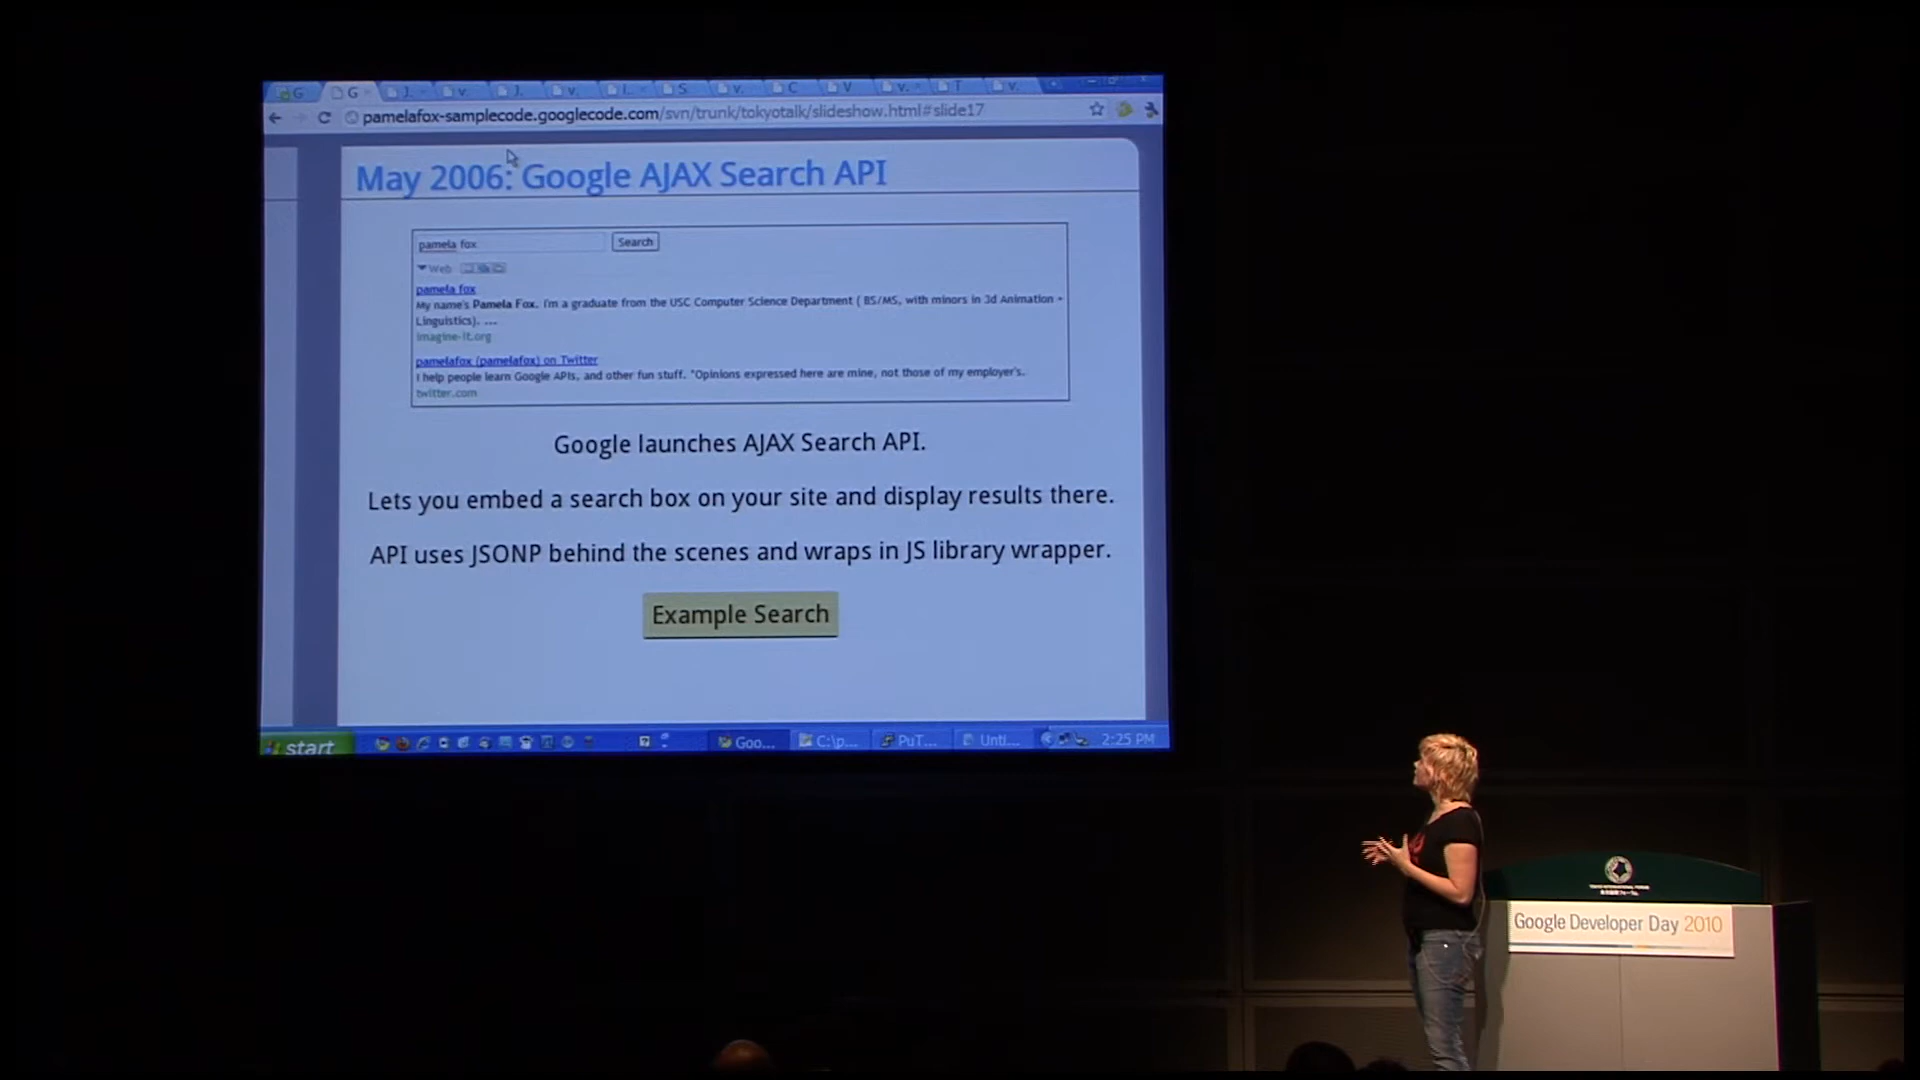 pamelafox-samplecode.googlecode.com/svn/trunk/tokyotalk/slideshow.html#slide17
May 2006: Google AJAX Search API
pamela fox Search
Web
pamela fox
My name's Pamela Fox. I'm a graduate from the USC Computer Science Department ( BS/MS, with minors in 3d Animation +
Linguistics). ...
imagine-it.org
pamelafox (pamelafox) on Twitter
I help people learn Google APIs, and other fun stuff. "Opinions expressed here are mine, not those of my employer's.
twitter.com
Google launches AJAX Search API.
Lets you embed a search box on your site and display results there.
API uses JSONP behind the scenes and wraps in JS library wrapper.
Example Search
start Goo... C:\p... PuT... Unti... 2:25 PM
TOKYO INTERNATIONAL FORUM
Google Developer Day 2010